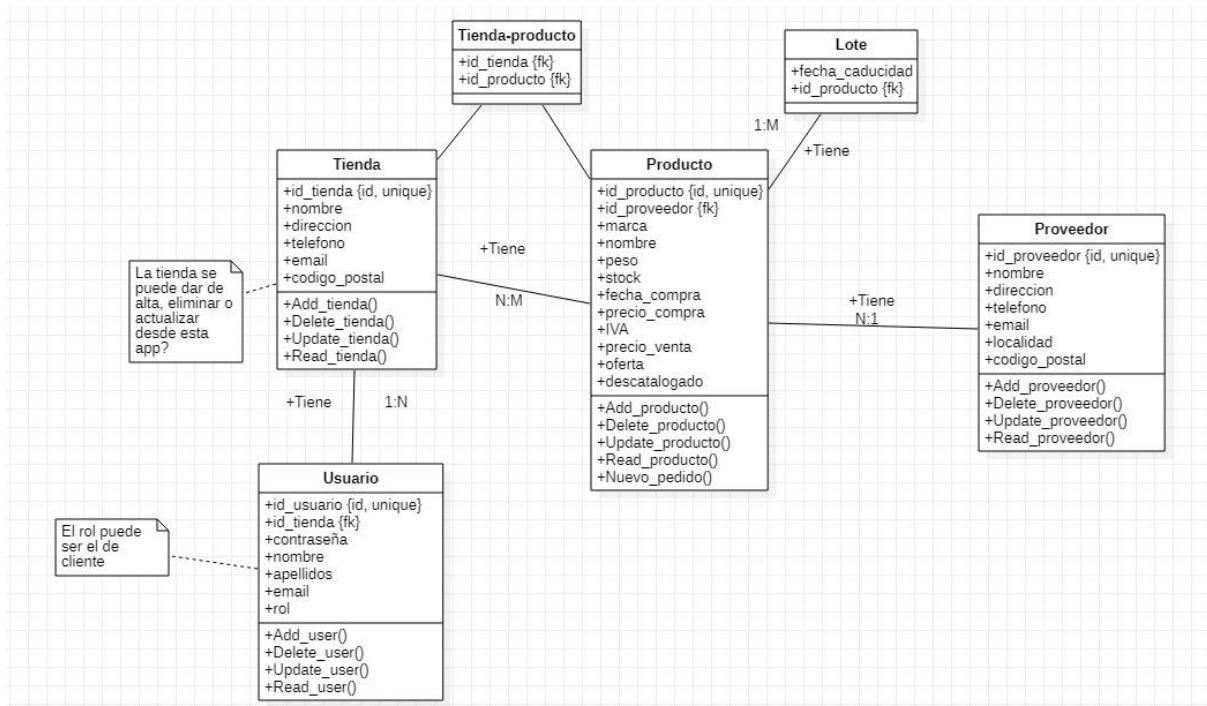 Tienda-producto
+id_tienda {fk}
+id_producto {fk}
Lote
+fecha_caducidad
+id_producto {fk}
1:M
+Tiene
Tienda
+id_tienda {id, unique}
+nombre
+direccion
+telefono
+email
+codigo_postal
+Add_tienda()
+Delete_tienda()
+Update_tienda()
+Read_tienda()
La tienda se
puede dar de
alta, eliminar o
actualizar
desde esta
app?
+Tiene
N:M
Producto
+id_producto {id, unique}
+id_proveedor {fk}
+marca
+nombre
+peso
+stock
+fecha_compra
+precio_compra
+IVA
+precio_venta
+oferta
+descatalogado
+Add_producto()
+Delete_producto()
+Update_producto()
+Read_producto()
+Nuevo_pedido()
+Tiene
N:1
Proveedor
+id_proveedor {id, unique}
+nombre
+direccion
+telefono
+email
+localidad
+codigo_postal
+Add_proveedor()
+Delete_proveedor()
+Update_proveedor()
+Read_proveedor()
+Tiene
1:N
Usuario
+id_usuario {id, unique}
+id_tienda {fk}
+contraseña
+nombre
+apellidos
+email
+rol
+Add_user()
+Delete_user()
+Update_user()
+Read_user()
El rol puede
ser el de
cliente